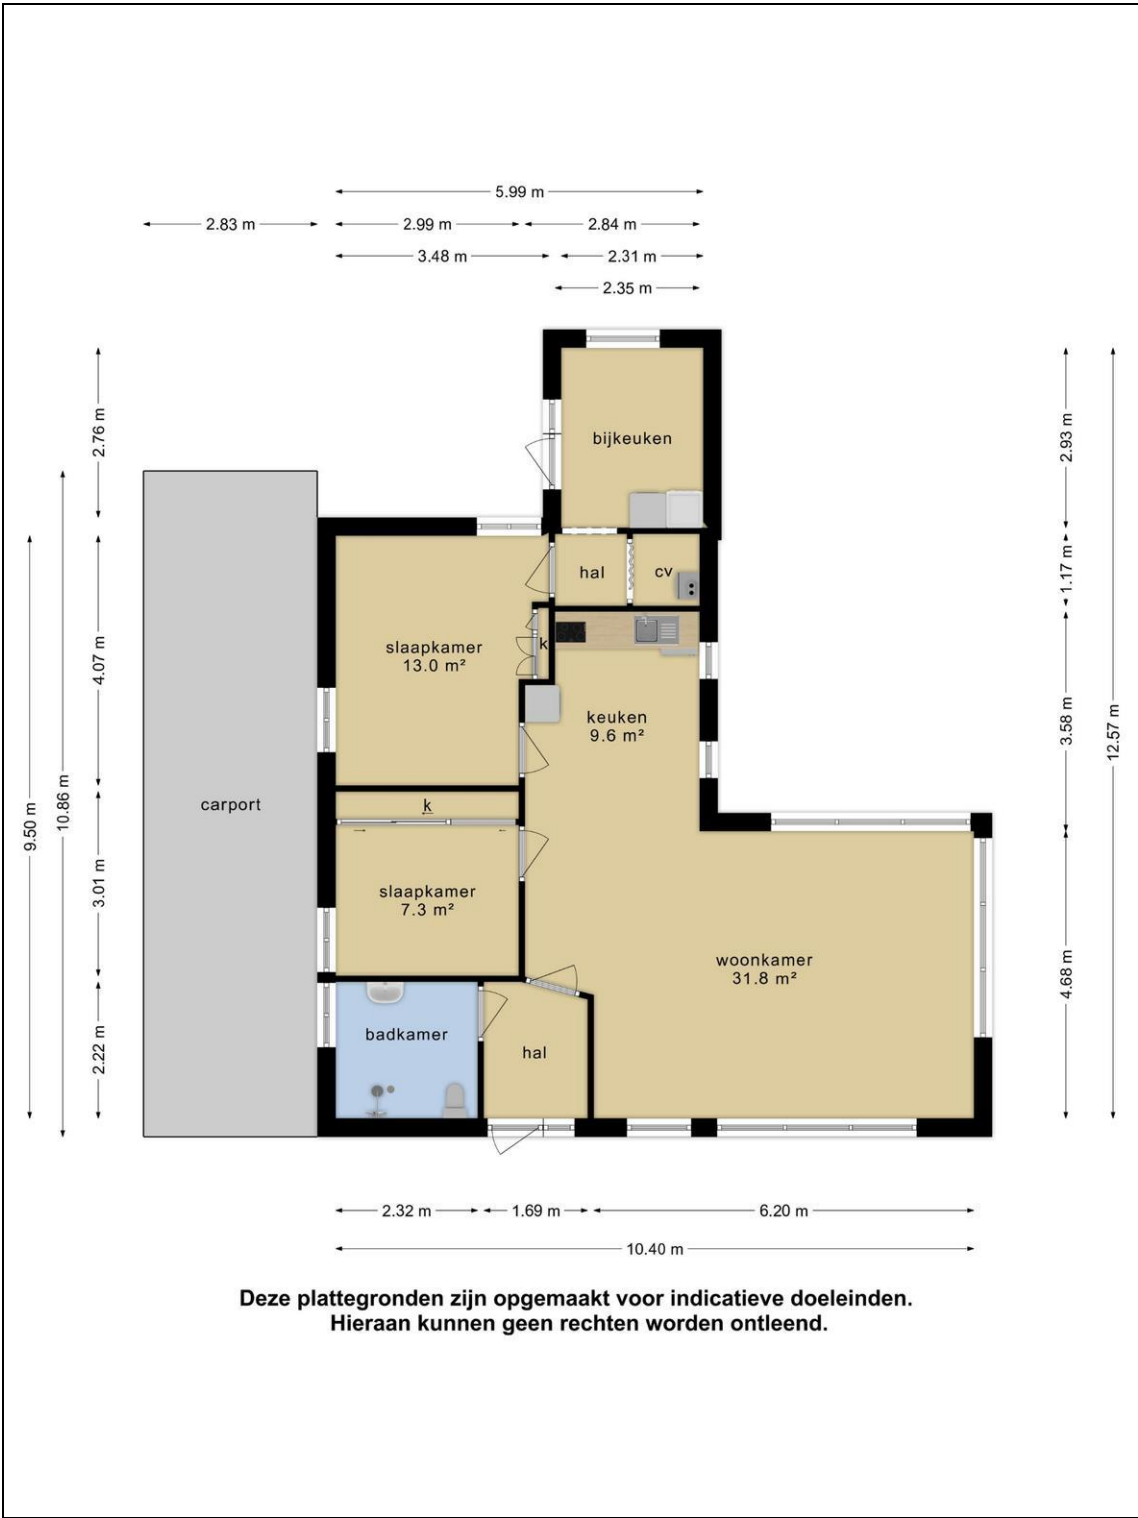 5.99 m
2.83 m
2.99 m
2.84 m
3.48 m
2.31 m
2.35 m
2.76 m
4.07 m
3.01 m
2.22 m
10.86 m
9.50 m
2.93 m
1.17 m
3.58 m
4.68 m
12.57 m
bijkeuken
hal
cv
slaapkamer
13.0 m²
k
keuken
9.6 m²
carport
k
slaapkamer
7.3 m²
woonkamer
31.8 m²
badkamer
hal
2.32 m
1.69 m
6.20 m
10.40 m
Deze plattegronden zijn opgemaakt voor indicatieve doeleinden.
Hieraan kunnen geen rechten worden ontleend.